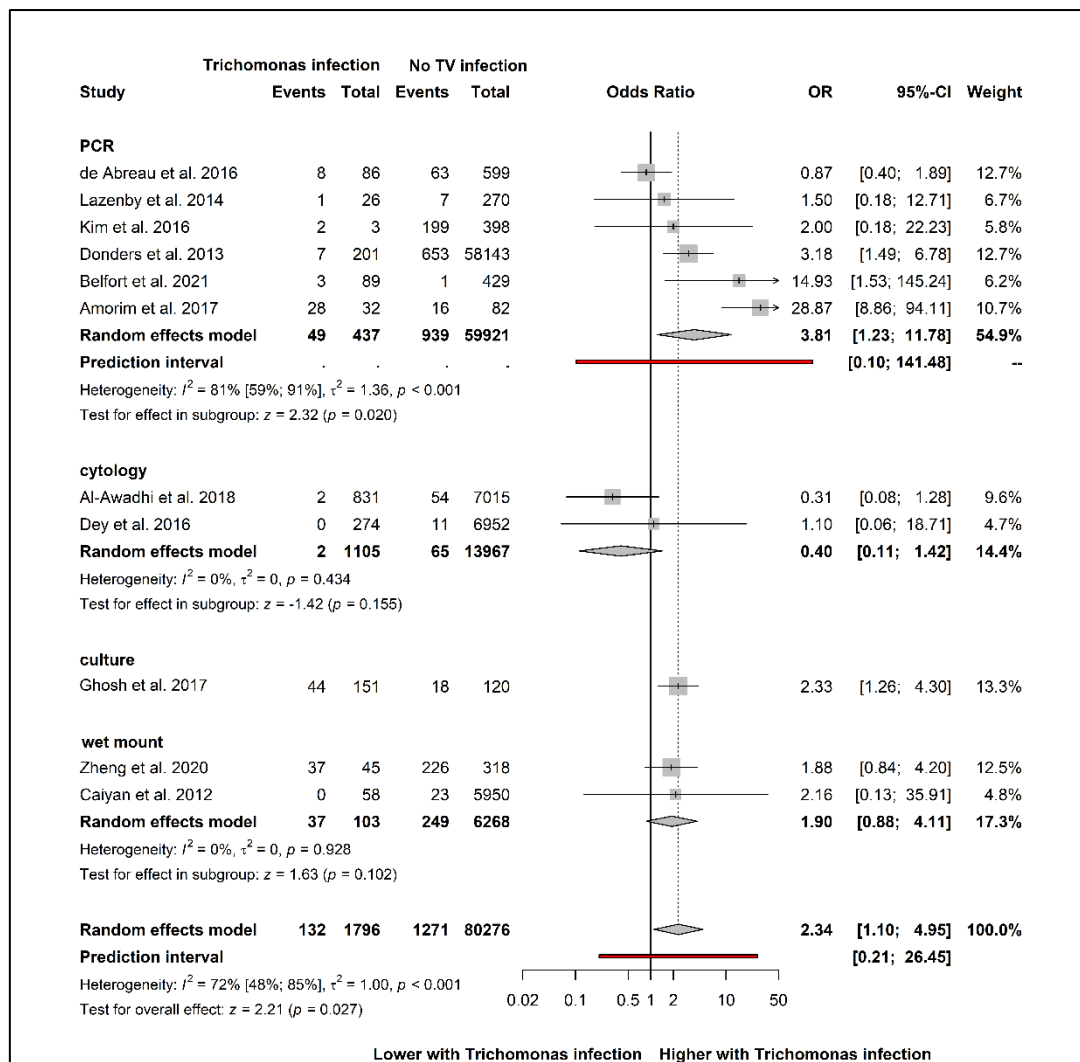 Trichomonas infection No TV infection
Study Events Total Events Total Odds Ratio OR 95%-CI Weight
PCR
de Abreau et al. 2016 8 86 63 599 0.87 [0.40; 1.89] 12.7%
Lazenby et al. 2014 1 26 7 270 1.50 [0.18; 12.71] 6.7%
Kim et al. 2016 2 3 199 398 2.00 [0.18; 22.23] 5.8%
Donders et al. 2013 7 201 653 58143 3.18 [1.49; 6.78] 12.7%
Belfort et al. 2021 3 89 1 429 14.93 [1.53; 145.24] 6.2%
Amorim et al. 2017 28 32 16 82 28.87 [8.86; 94.11] 10.7%
Random effects model 49 437 939 59921 3.81 [1.23; 11.78] 54.9%
Prediction interval . . . . [0.10; 141.48] --
Heterogeneity: I² = 81% [59%; 91%], τ² = 1.36, p < 0.001
Test for effect in subgroup: z = 2.32 (p = 0.020)
cytology
Al-Awadhi et al. 2018 2 831 54 7015 0.31 [0.08; 1.28] 9.6%
Dey et al. 2016 0 274 11 6952 1.10 [0.06; 18.71] 4.7%
Random effects model 2 1105 65 13967 0.40 [0.11; 1.42] 14.4%
Heterogeneity: I² = 0%, τ² = 0, p = 0.434
Test for effect in subgroup: z = -1.42 (p = 0.155)
culture
Ghosh et al. 2017 44 151 18 120 2.33 [1.26; 4.30] 13.3%
wet mount
Zheng et al. 2020 37 45 226 318 1.88 [0.84; 4.20] 12.5%
Caiyan et al. 2012 0 58 23 5950 2.16 [0.13; 35.91] 4.8%
Random effects model 37 103 249 6268 1.90 [0.88; 4.11] 17.3%
Heterogeneity: I² = 0%, τ² = 0, p = 0.928
Test for effect in subgroup: z = 1.63 (p = 0.102)
Random effects model 132 1796 1271 80276 2.34 [1.10; 4.95] 100.0%
Prediction interval [0.21; 26.45]
Heterogeneity: I² = 72% [48%; 85%], τ² = 1.00, p < 0.001
Test for overall effect: z = 2.21 (p = 0.027)
0.02 0.1 0.5 1 2 10 50
Lower with Trichomonas infection Higher with Trichomonas infection